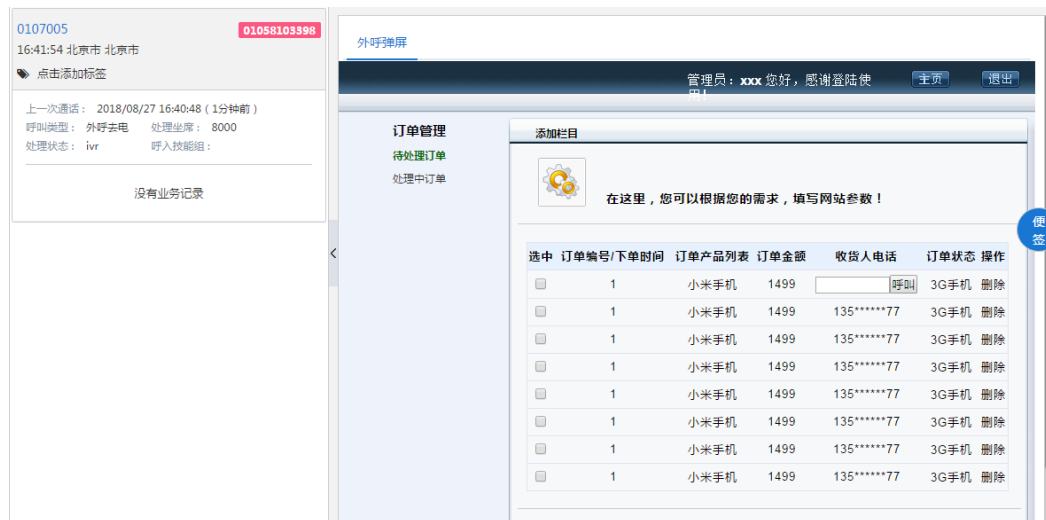 0107005 01058103398
16:41:54 北京市 北京市
点击添加标签
上一次通话： 2018/08/27 16:40:48 ( 1分钟前 )
呼叫类型： 外呼去电 处理坐席： 8000
处理状态： ivr 呼入技能组：
没有业务记录
外呼弹屏
管理员：xxx 您好，感谢登陆使
用！
主页 退出
订单管理
待处理订单
处理中订单
添加栏目
在这里，您可以根据您的需求，填写网站参数！
选中 订单编号/下单时间 订单产品列表 订单金额 收货人电话 订单状态 操作
1 小米手机 1499 呼叫 3G手机 删除
1 小米手机 1499 135******77 3G手机 删除
1 小米手机 1499 135******77 3G手机 删除
1 小米手机 1499 135******77 3G手机 删除
1 小米手机 1499 135******77 3G手机 删除
1 小米手机 1499 135******77 3G手机 删除
1 小米手机 1499 135******77 3G手机 删除
1 小米手机 1499 135******77 3G手机 删除
便
签